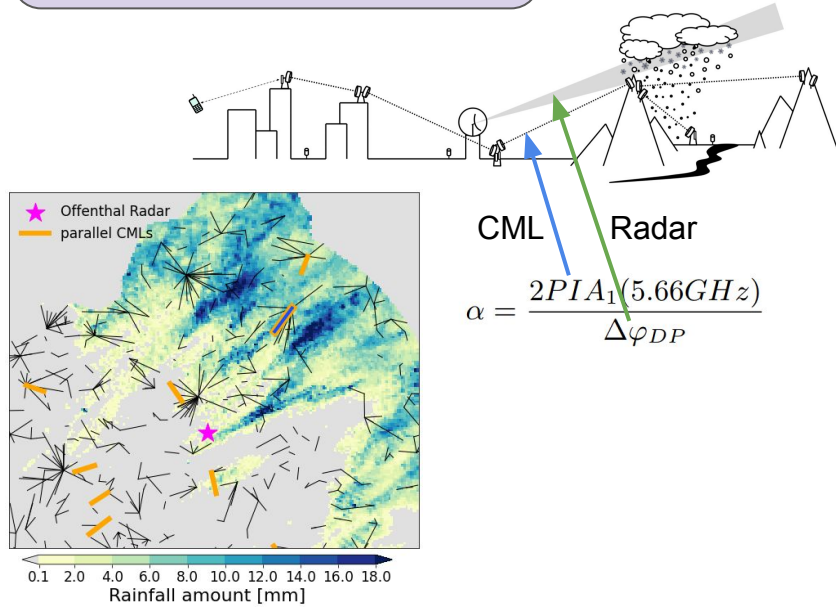 CML Radar
α = 2PIA₁(5.66GHz) / Δφ_DP
Offenthal Radar
parallel CMLs
0.1 2.0 4.0 6.0 8.0 10.0 12.0 14.0 16.0 18.0
Rainfall amount [mm]